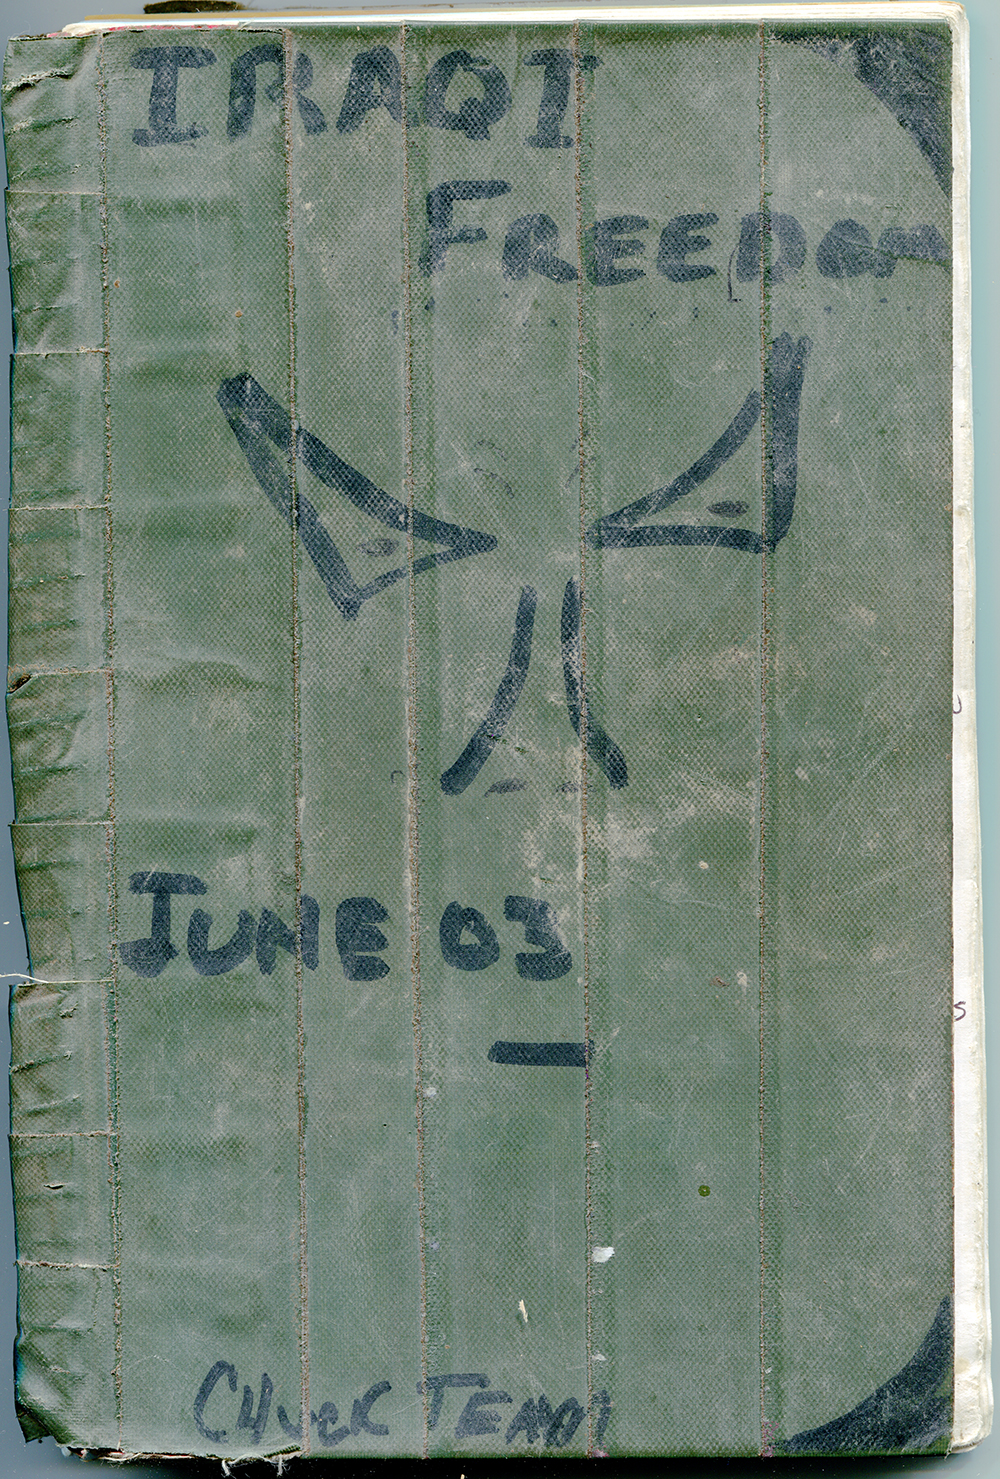 IRAQI
FREEDOM
JUNE 03
—
CHUCK TEAM
U
S